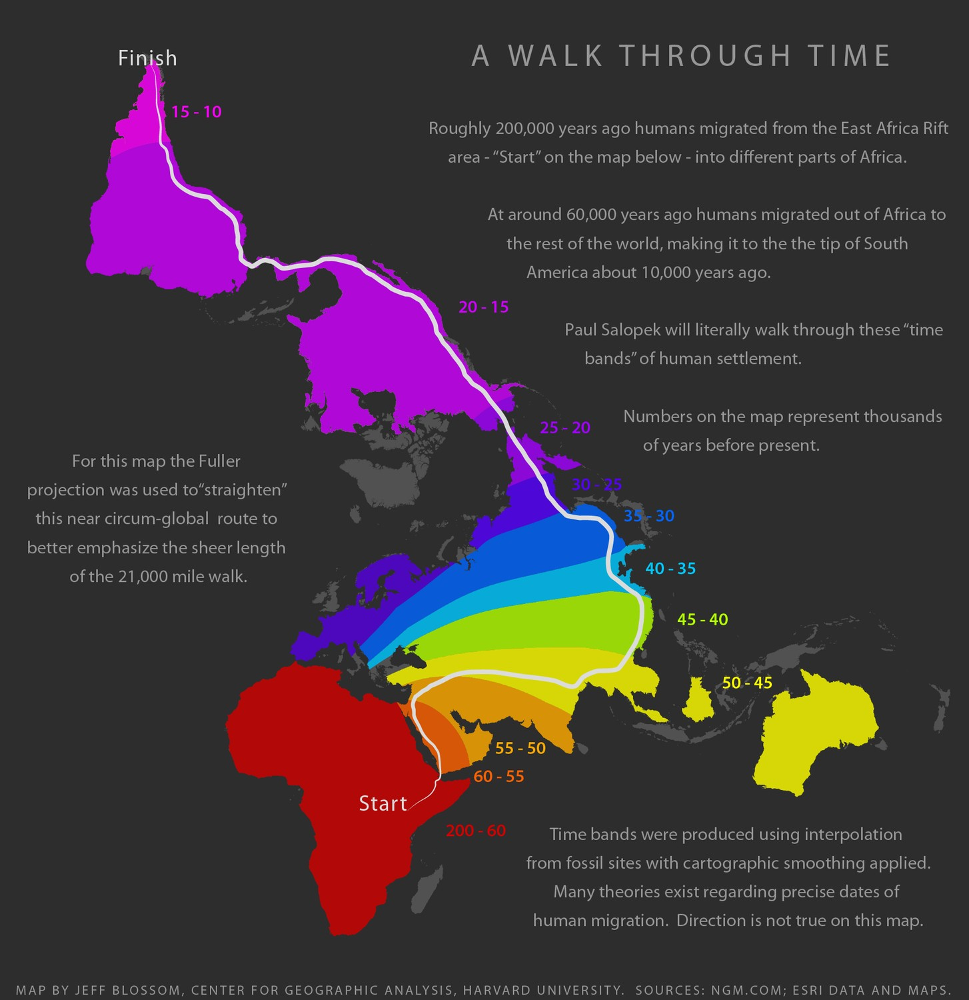 A WALK THROUGH TIME
Finish
15 - 10
Roughly 200,000 years ago humans migrated from the East Africa Rift
area - “Start” on the map below - into different parts of Africa.
At around 60,000 years ago humans migrated out of Africa to
the rest of the world, making it to the the tip of South
America about 10,000 years ago.
20 - 15
Paul Salopek will literally walk through these “time
bands” of human settlement.
Numbers on the map represent thousands
of years before present.
25 - 20
For this map the Fuller
projection was used to“straighten”
this near circum-global  route to
better emphasize the sheer length
of the 21,000 mile walk.
30 - 25
35 - 30
40 - 35
45 - 40
50 - 45
55 - 50
60 - 55
Start
200 - 60
Time bands were produced using interpolation
from fossil sites with cartographic smoothing applied.
Many theories exist regarding precise dates of
human migration.  Direction is not true on this map.
MAP BY JEFF BLOSSOM, CENTER FOR GEOGRAPHIC ANALYSIS, HARVARD UNIVERSITY.  SOURCES: NGM.COM; ESRI DATA AND MAPS.